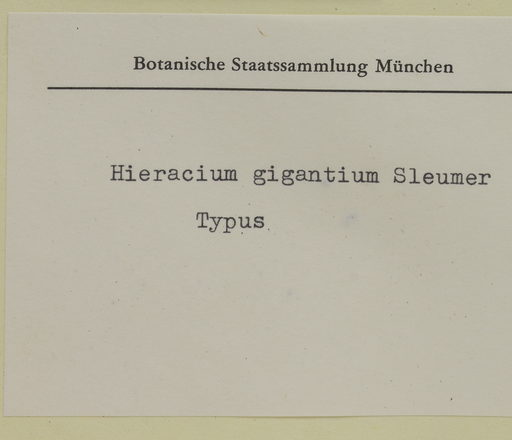 Botanische Staatssammlung München
Hieracium gigantium Sleumer
Typus